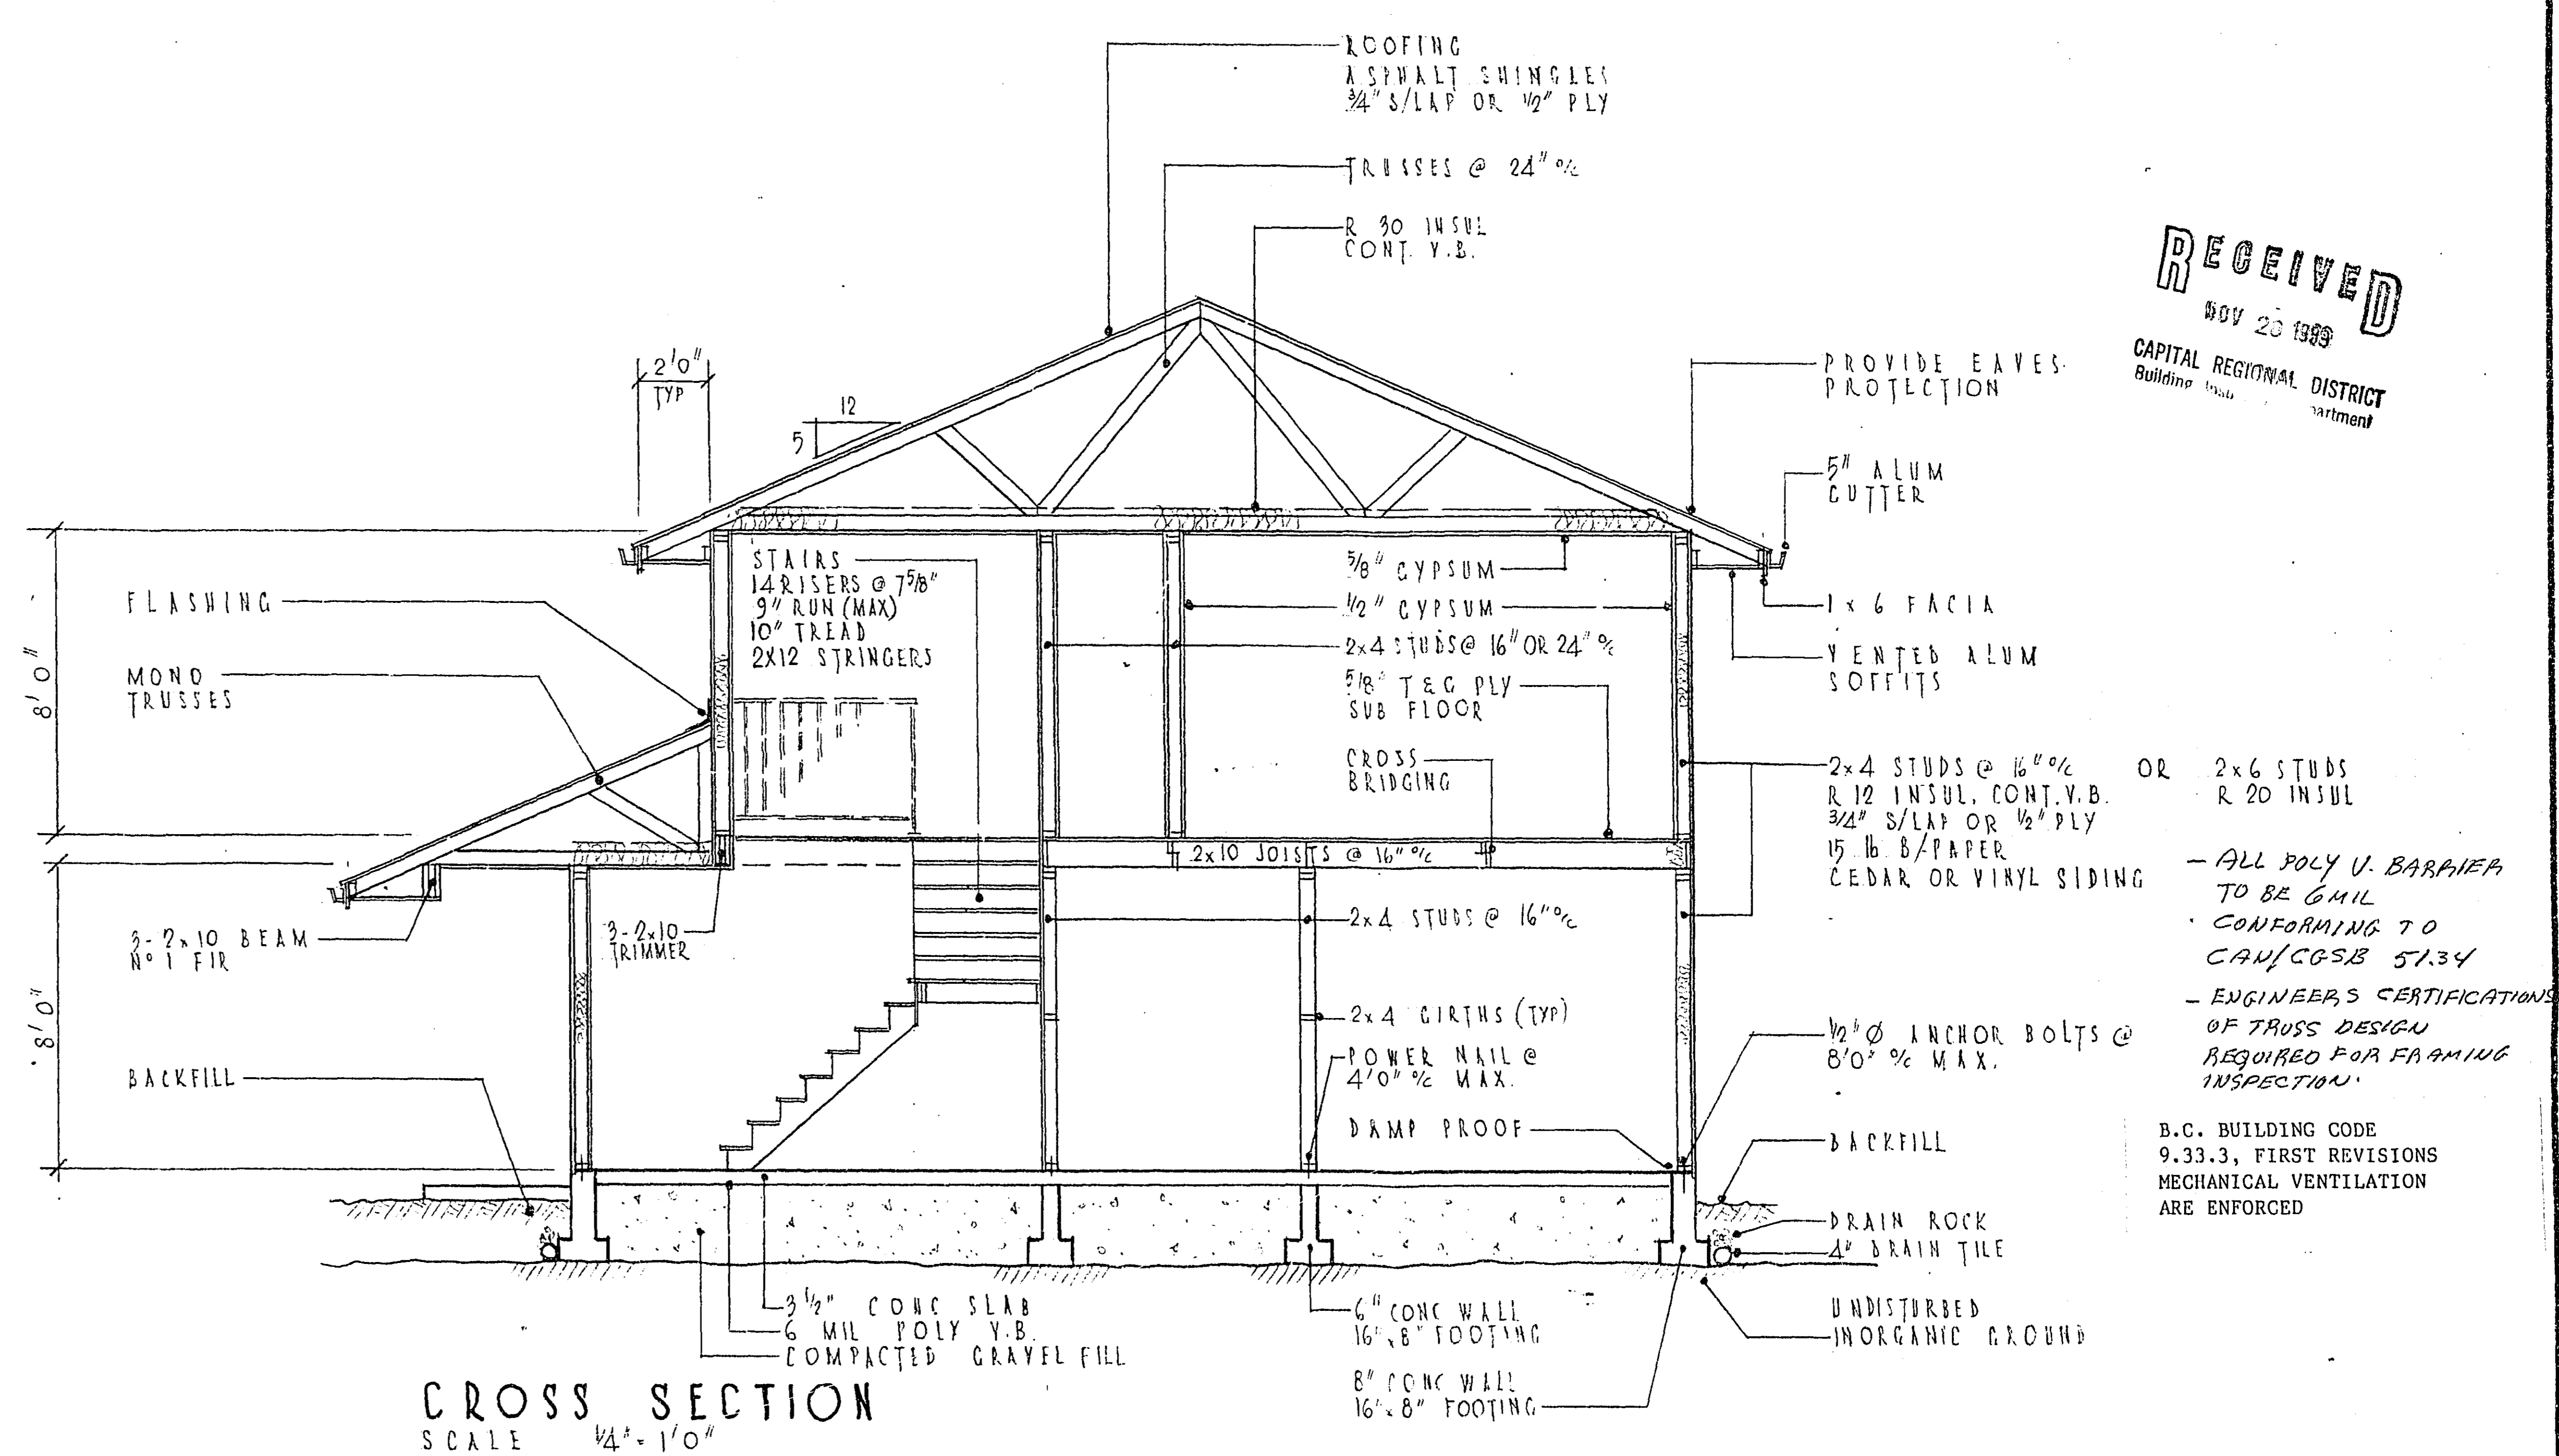 ROOFING
ASPHALT SHINGLES
3/4" S/LAP OR 1/2" PLY
TRUSSES @ 24" o/c
R 30 INSUL
CONT. V.B.
RECEIVED
NOV 1999
CAPITAL REGIONAL DISTRICT
Building
2'0"
TYP
12
5
PROVIDE EAVES
PROTECTION
5" ALUM
GUTTER
1 x 6 FACIA
VENTED ALUM
SOFFITS
STAIRS
14 RISERS @ 7 5/8"
9" RUN (MAX)
10" TREAD
2X12 STRINGERS
5/8" GYPSUM
1/2" GYPSUM
2x4 STUDS @ 16" OR 24" o/c
5/8" T&G PLY
SUB FLOOR
CROSS
BRIDGING
FLASHING
MONO
TRUSSES
8'0"
2x4 STUDS @ 16" o/c OR 2x6 STUDS
R 12 INSUL, CONT. V.B. R 20 INSUL
3/4" S/LAP OR 1/2" PLY
15 lb B/PAPER
CEDAR OR VINYL SIDING
2x10 JOISTS @ 16" o/c
3-2x10 BEAM
No 1 FIR
3-2x10
TRIMMER
2x4 STUDS @ 16" o/c
2x4 GIRTHS (TYP)
POWER NAIL @
4'0" o/c MAX.
DAMP PROOF
8'0"
BACKFILL
- ALL POLY V. BARRIER
TO BE 6 MIL
CONFORMING TO
CAN/CGSB 51.34
- ENGINEERS CERTIFICATIONS
OF TRUSS DESIGN
REQUIRED FOR FRAMING
INSPECTION.
1/2" Ø ANCHOR BOLTS @
8'0" o/c MAX.
BACKFILL
B.C. BUILDING CODE
9.33.3, FIRST REVISIONS
MECHANICAL VENTILATION
ARE ENFORCED
DRAIN ROCK
4" DRAIN TILE
UNDISTURBED
INORGANIC GROUND
3 1/2" CONC SLAB
6 MIL POLY V.B.
COMPACTED GRAVEL FILL
6" CONC WALL
16"x8" FOOTING
8" CONC WALL
16"x8" FOOTING
CROSS SECTION
SCALE 1/4" = 1'0"